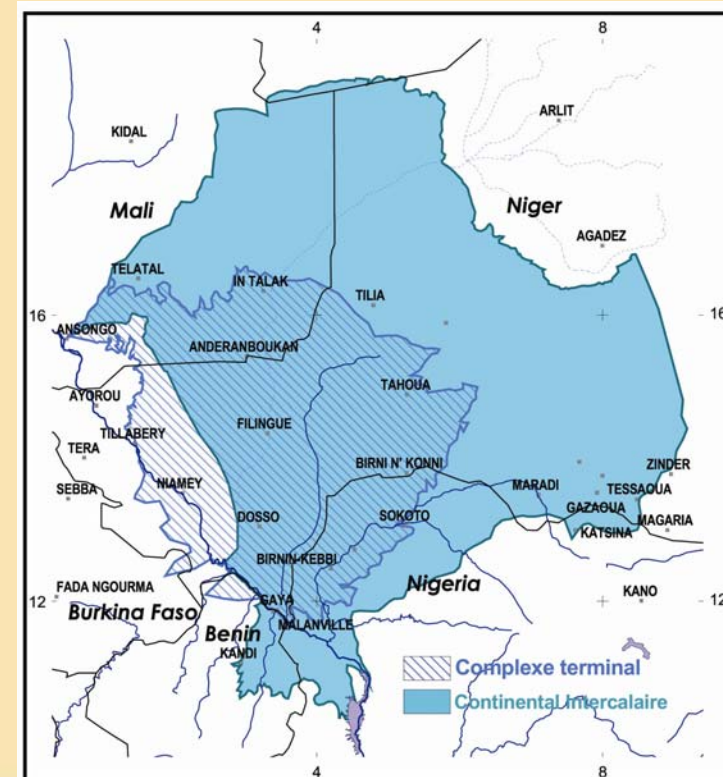 4 8
ARLIT
KIDAL
Mali
Niger
AGADEZ
TELATAL
IN TALAK
TILIA
16 16
ANSONGO
ANDERANBOUKAN
TAHOUA
AYOROU
FILINGUE
TILLABERY
TERA
BIRNI N' KONNI
ZINDER
SEBBA
NIAMEY
MARADI
TESSAOUA
GAZAOUA
DOSSO
SOKOTO
MAGARIA
KATSINA
BIRNIN-KEBBI
FADA NGOURMA
Nigeria
KANO
12 12
GAYA
Burkina Faso
MALANVILLE
Benin
KANDI
Complexe terminal
Continental Intercalaire
4 8